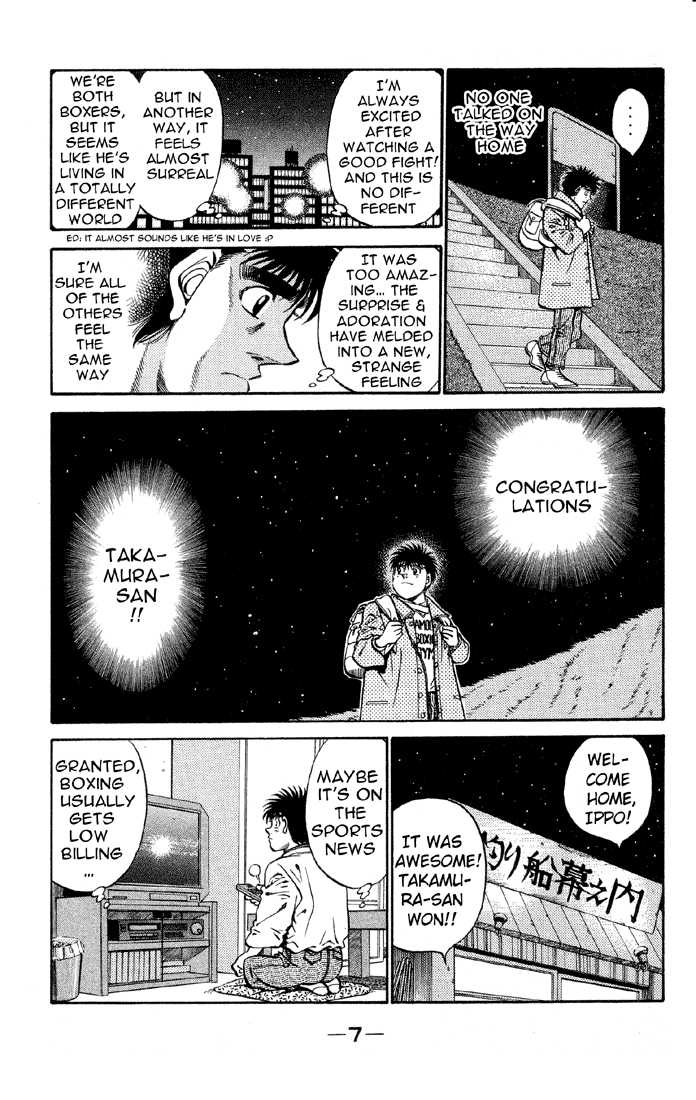 . . .
NO ONE
TALKED ON
THE WAY
HOME
I'M
ALWAYS
EXCITED
AFTER
WATCHING A
GOOD FIGHT!
AND THIS IS
NO DIF-
FERENT
BUT IN
ANOTHER
WAY, IT
FEELS
ALMOST
SURREAL
WE'RE
BOTH
BOXERS,
BUT IT
SEEMS
LIKE HE'S
LIVING IN
A TOTALLY
DIFFERENT
WORLD
ED: IT ALMOST SOUNDS LIKE HE'S IN LOVE :P
IT WAS
TOO AMAZ-
ING... THE
SURPRISE &
ADORATION
HAVE MELDED
INTO A NEW,
STRANGE
FEELING
I'M
SURE ALL
OF THE
OTHERS
FEEL
THE
SAME
WAY
CONGRATU-
LATIONS
TAKA-
MURA-
SAN
!!
BOXING
GYM
WEL-
COME
HOME,
IPPO!
IT WAS
AWESOME!
TAKAMU-
RA-SAN
WON!!
釣り船幕之内
MAYBE
IT'S ON
THE
SPORTS
NEWS
GRANTED,
BOXING
USUALLY
GETS
LOW
BILLING
...
—7—